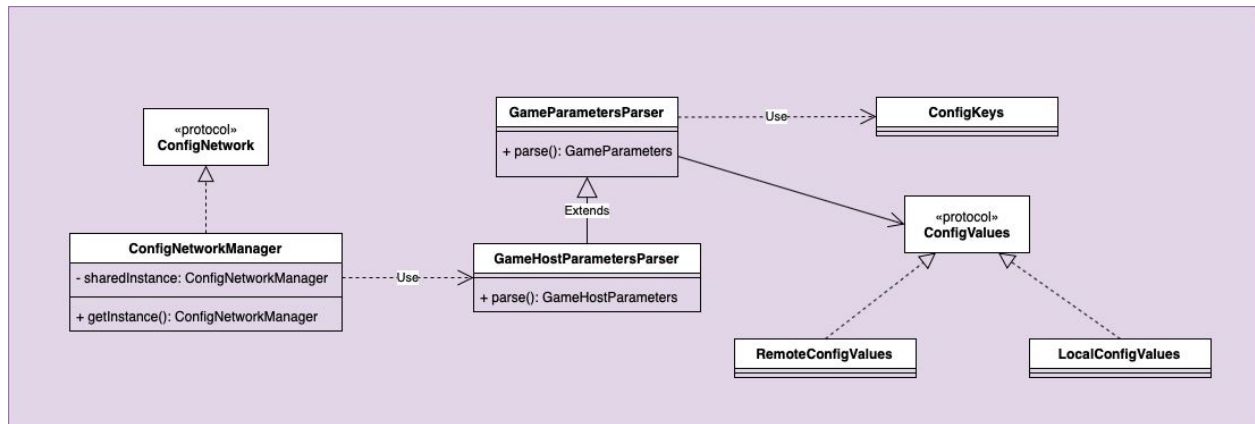 «protocol»
ConfigNetwork
ConfigNetworkManager
- sharedInstance: ConfigNetworkManager
+ getInstance(): ConfigNetworkManager
Use
GameParametersParser
+ parse(): GameParameters
Extends
GameHostParametersParser
+ parse(): GameHostParameters
Use
ConfigKeys
«protocol»
ConfigValues
RemoteConfigValues
LocalConfigValues